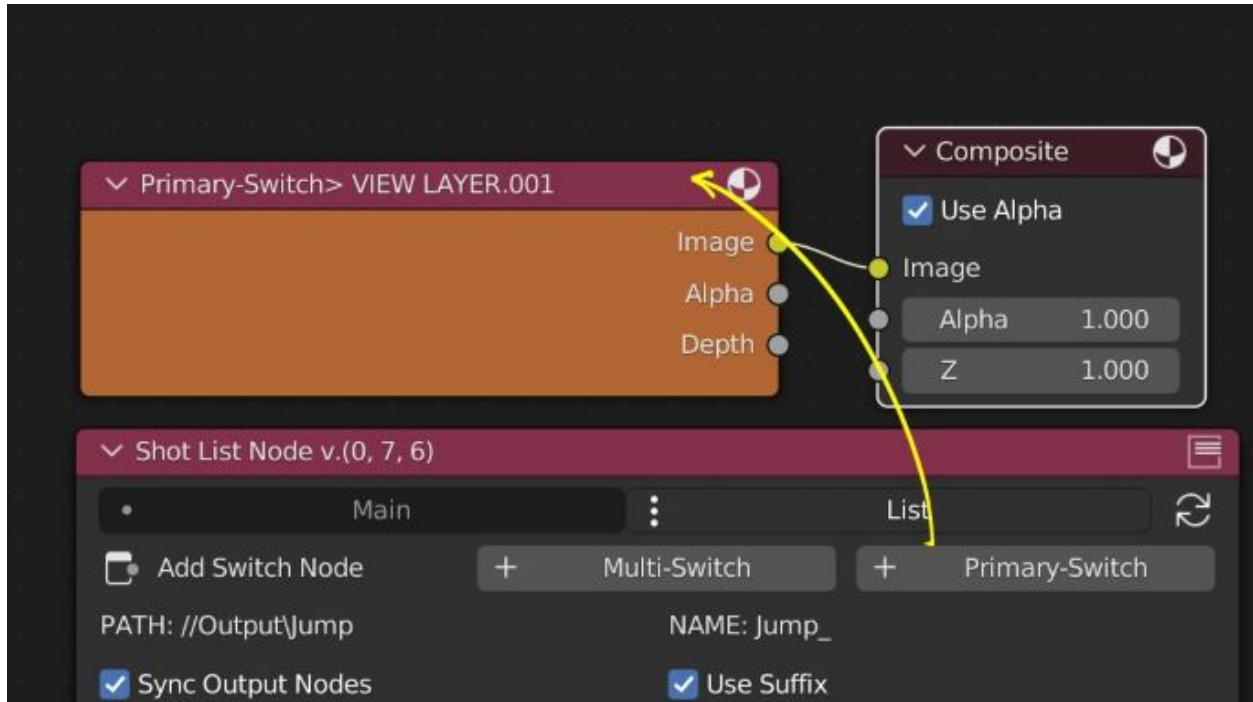 Primary-Switch> VIEW LAYER.001
Image
Alpha
Depth
Composite
Use Alpha
Image
Alpha 1.000
Z 1.000
Shot List Node v.(0, 7, 6)
Main List
Add Switch Node + Multi-Switch + Primary-Switch
PATH: //Output\Jump NAME: Jump_
Sync Output Nodes Use Suffix